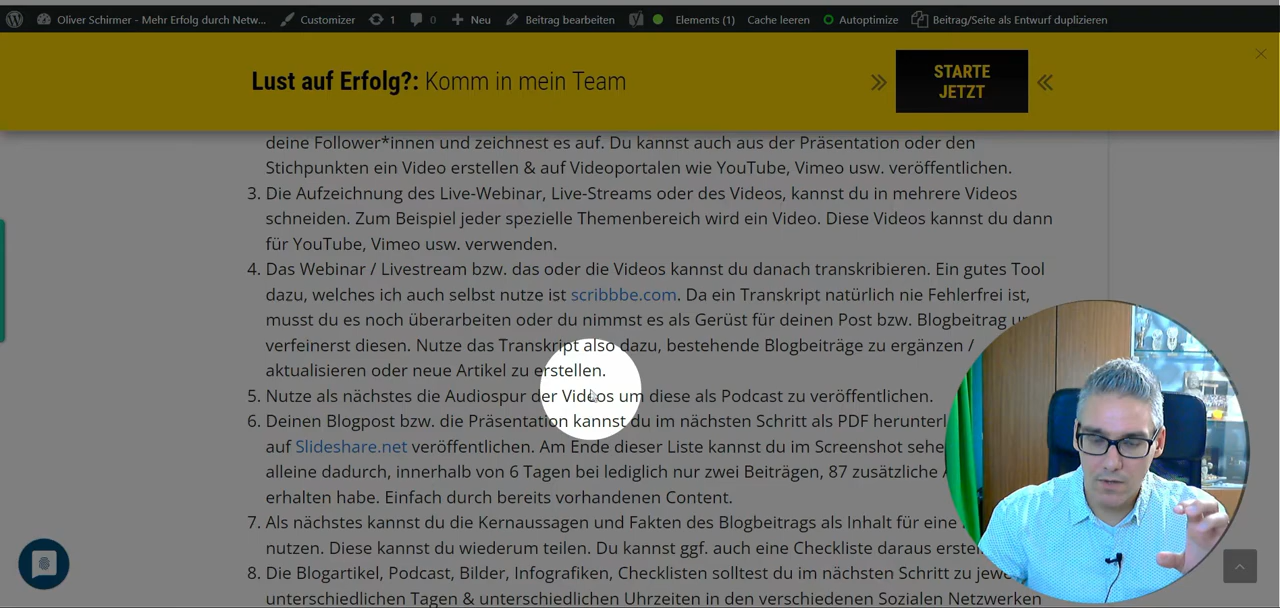 Oliver Schirmer - Mehr Erfolg durch Netw... Customizer 1 0 Neu Beitrag bearbeiten Elements (1) Cache leeren Autoptimize Beitrag/Seite als Entwurf duplizieren
Lust auf Erfolg?: Komm in mein Team
STARTE
JETZT
deine Follower*innen und zeichnest es auf. Du kannst auch aus der Präsentation oder den
Stichpunkten ein Video erstellen & auf Videoportalen wie YouTube, Vimeo usw. veröffentlichen.
3. Die Aufzeichnung des Live-Webinar, Live-Streams oder des Videos, kannst du in mehrere Videos
schneiden. Zum Beispiel jeder spezielle Themenbereich wird ein Video. Diese Videos kannst du dann
für YouTube, Vimeo usw. verwenden.
4. Das Webinar / Livestream bzw. das oder die Videos kannst du danach transkribieren. Ein gutes Tool
dazu, welches ich auch selbst nutze ist scribbbe.com. Da ein Transkript natürlich nie Fehlerfrei ist,
musst du es noch überarbeiten oder du nimmst es als Gerüst für deinen Post bzw. Blogbeitrag
verfeinerst diesen. Nutze das Transkript also dazu, bestehende Blogbeiträge zu ergänzen /
aktualisieren oder neue Artikel zu erstellen.
5. Nutze als nächstes die Audiospur der Videos um diese als Podcast zu veröffentlichen.
6. Deinen Blogpost bzw. die Präsentation kannst du im nächsten Schritt als PDF
auf Slideshare.net veröffentlichen. Am Ende dieser Liste kannst du im Screenshot
alleine dadurch, innerhalb von 6 Tagen bei lediglich nur zwei Beiträgen, 87 zusätzliche
erhalten habe. Einfach durch bereits vorhandenen Content.
7. Als nächstes kannst du die Kernaussagen und Fakten des Blogbeitrags als Inhalt für eine
nutzen. Diese kannst du wiederum teilen. Du kannst ggf. auch eine Checkliste daraus
8. Die Blogartikel, Podcast, Bilder, Infografiken, Checklisten solltest du im nächsten Schritt zu
unterschiedlichen Tagen & unterschiedlichen Uhrzeiten in den verschiedenen Sozialen Netzwerken